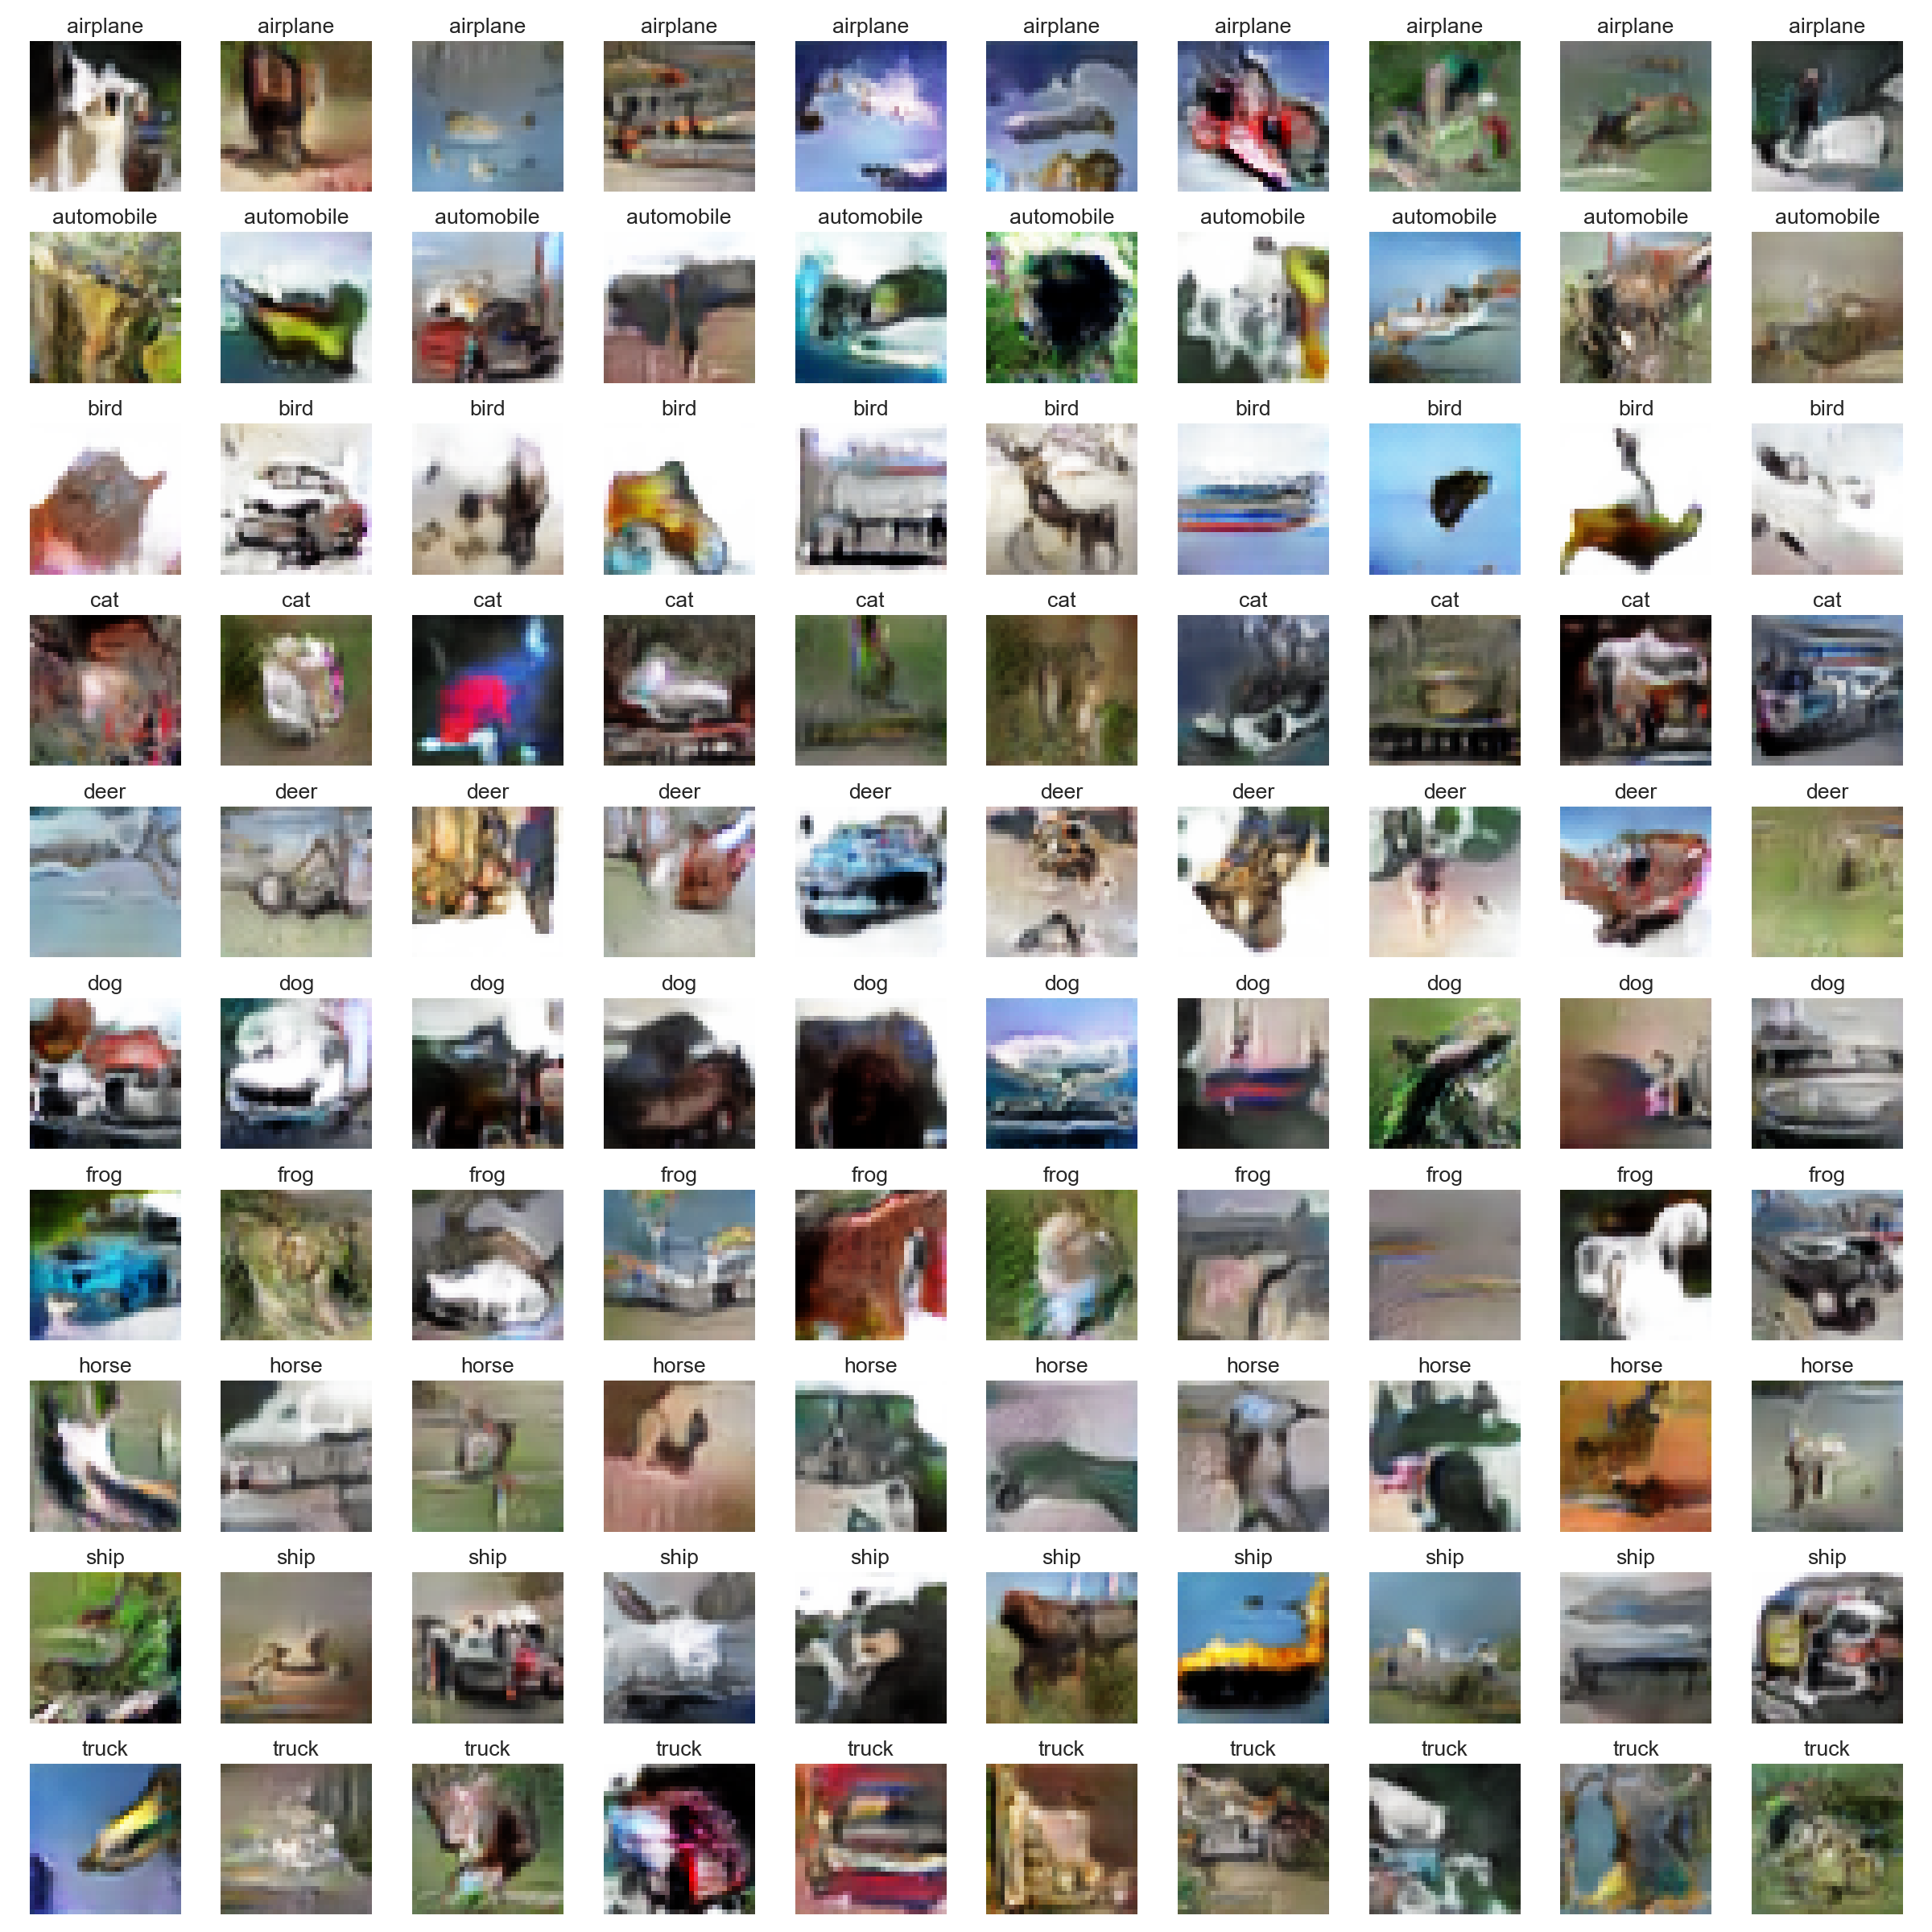 airplane airplane airplane airplane airplane airplane airplane airplane airplane airplane
automobile automobile automobile automobile automobile automobile automobile automobile automobile automobile
bird bird bird bird bird bird bird bird bird bird
cat cat cat cat cat cat cat cat cat cat
deer deer deer deer deer deer deer deer deer deer
dog dog dog dog dog dog dog dog dog dog
frog frog frog frog frog frog frog frog frog frog
horse horse horse horse horse horse horse horse horse horse
ship ship ship ship ship ship ship ship ship ship
truck truck truck truck truck truck truck truck truck truck